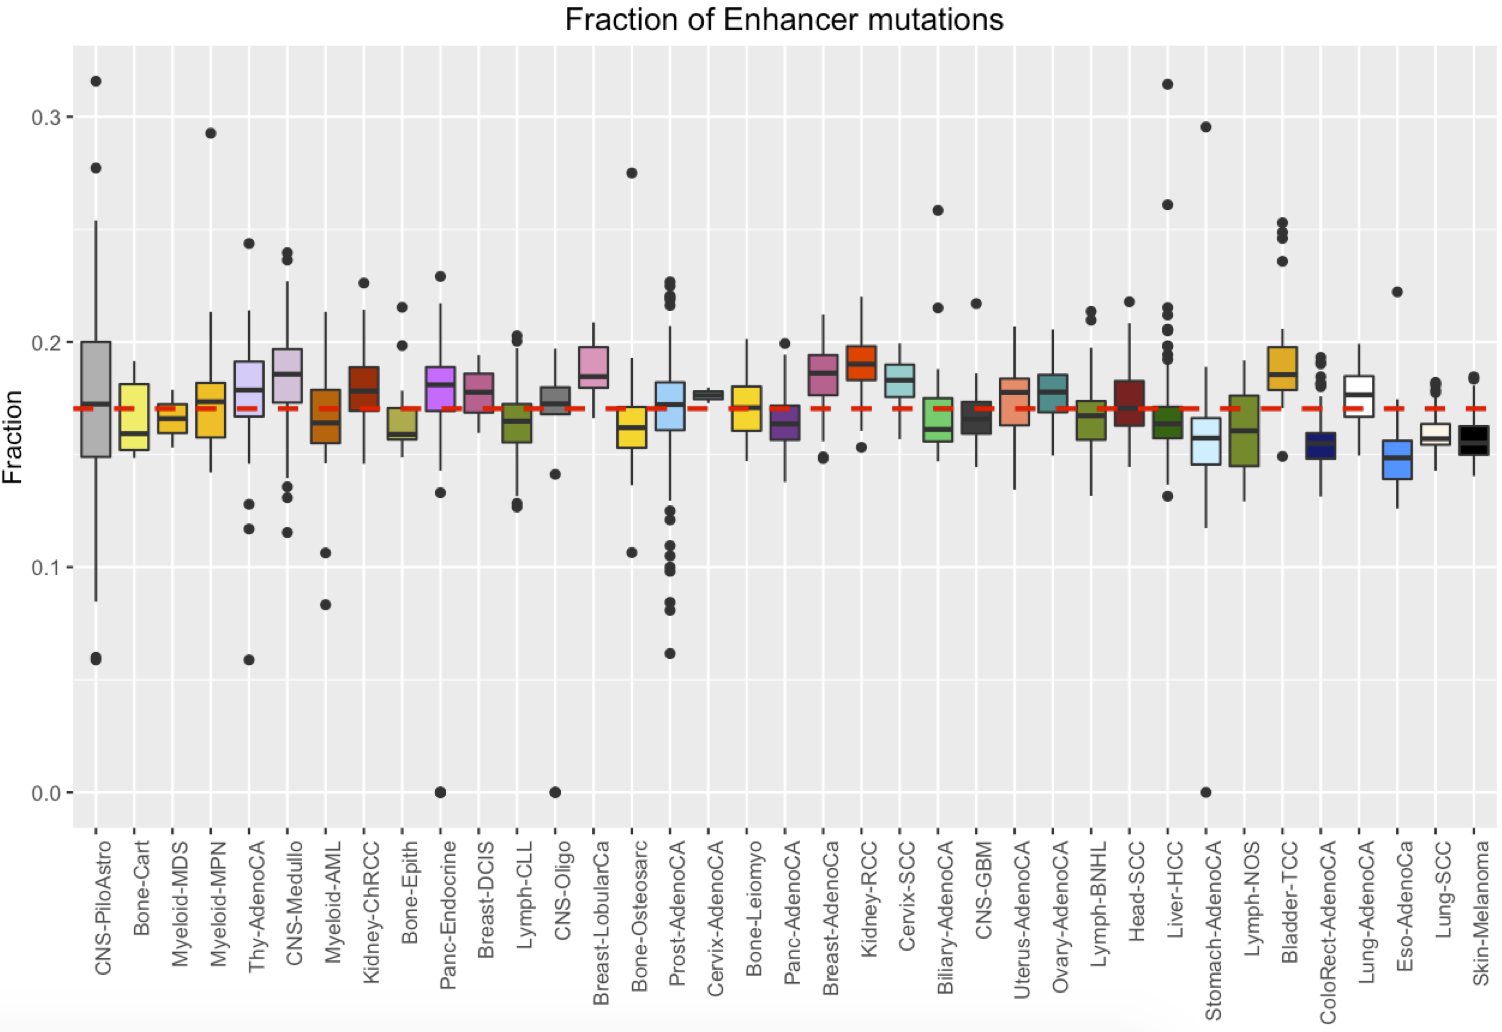 Fraction of Enhancer mutations
Fraction
0.3
0.2
0.1
0.0
CNS-PiloAstro
Bone-Cart
Myeloid-MDS
Myeloid-MPN
Thy-AdenoCA
CNS-Medullo
Myeloid-AML
Kidney-ChRCC
Bone-Epith
Panc-Endocrine
Breast-DCIS
Lymph-CLL
CNS-Oligo
Breast-LobularCa
Bone-Osteosarc
Prost-AdenoCA
Cervix-AdenoCA
Bone-Leiomyo
Panc-AdenoCA
Breast-AdenoCa
Kidney-RCC
Cervix-SCC
Biliary-AdenoCA
CNS-GBM
Uterus-AdenoCA
Ovary-AdenoCA
Lymph-BNHL
Head-SCC
Liver-HCC
Stomach-AdenoCA
Lymph-NOS
Bladder-TCC
ColoRect-AdenoCA
Lung-AdenoCA
Eso-AdenoCa
Lung-SCC
Skin-Melanoma